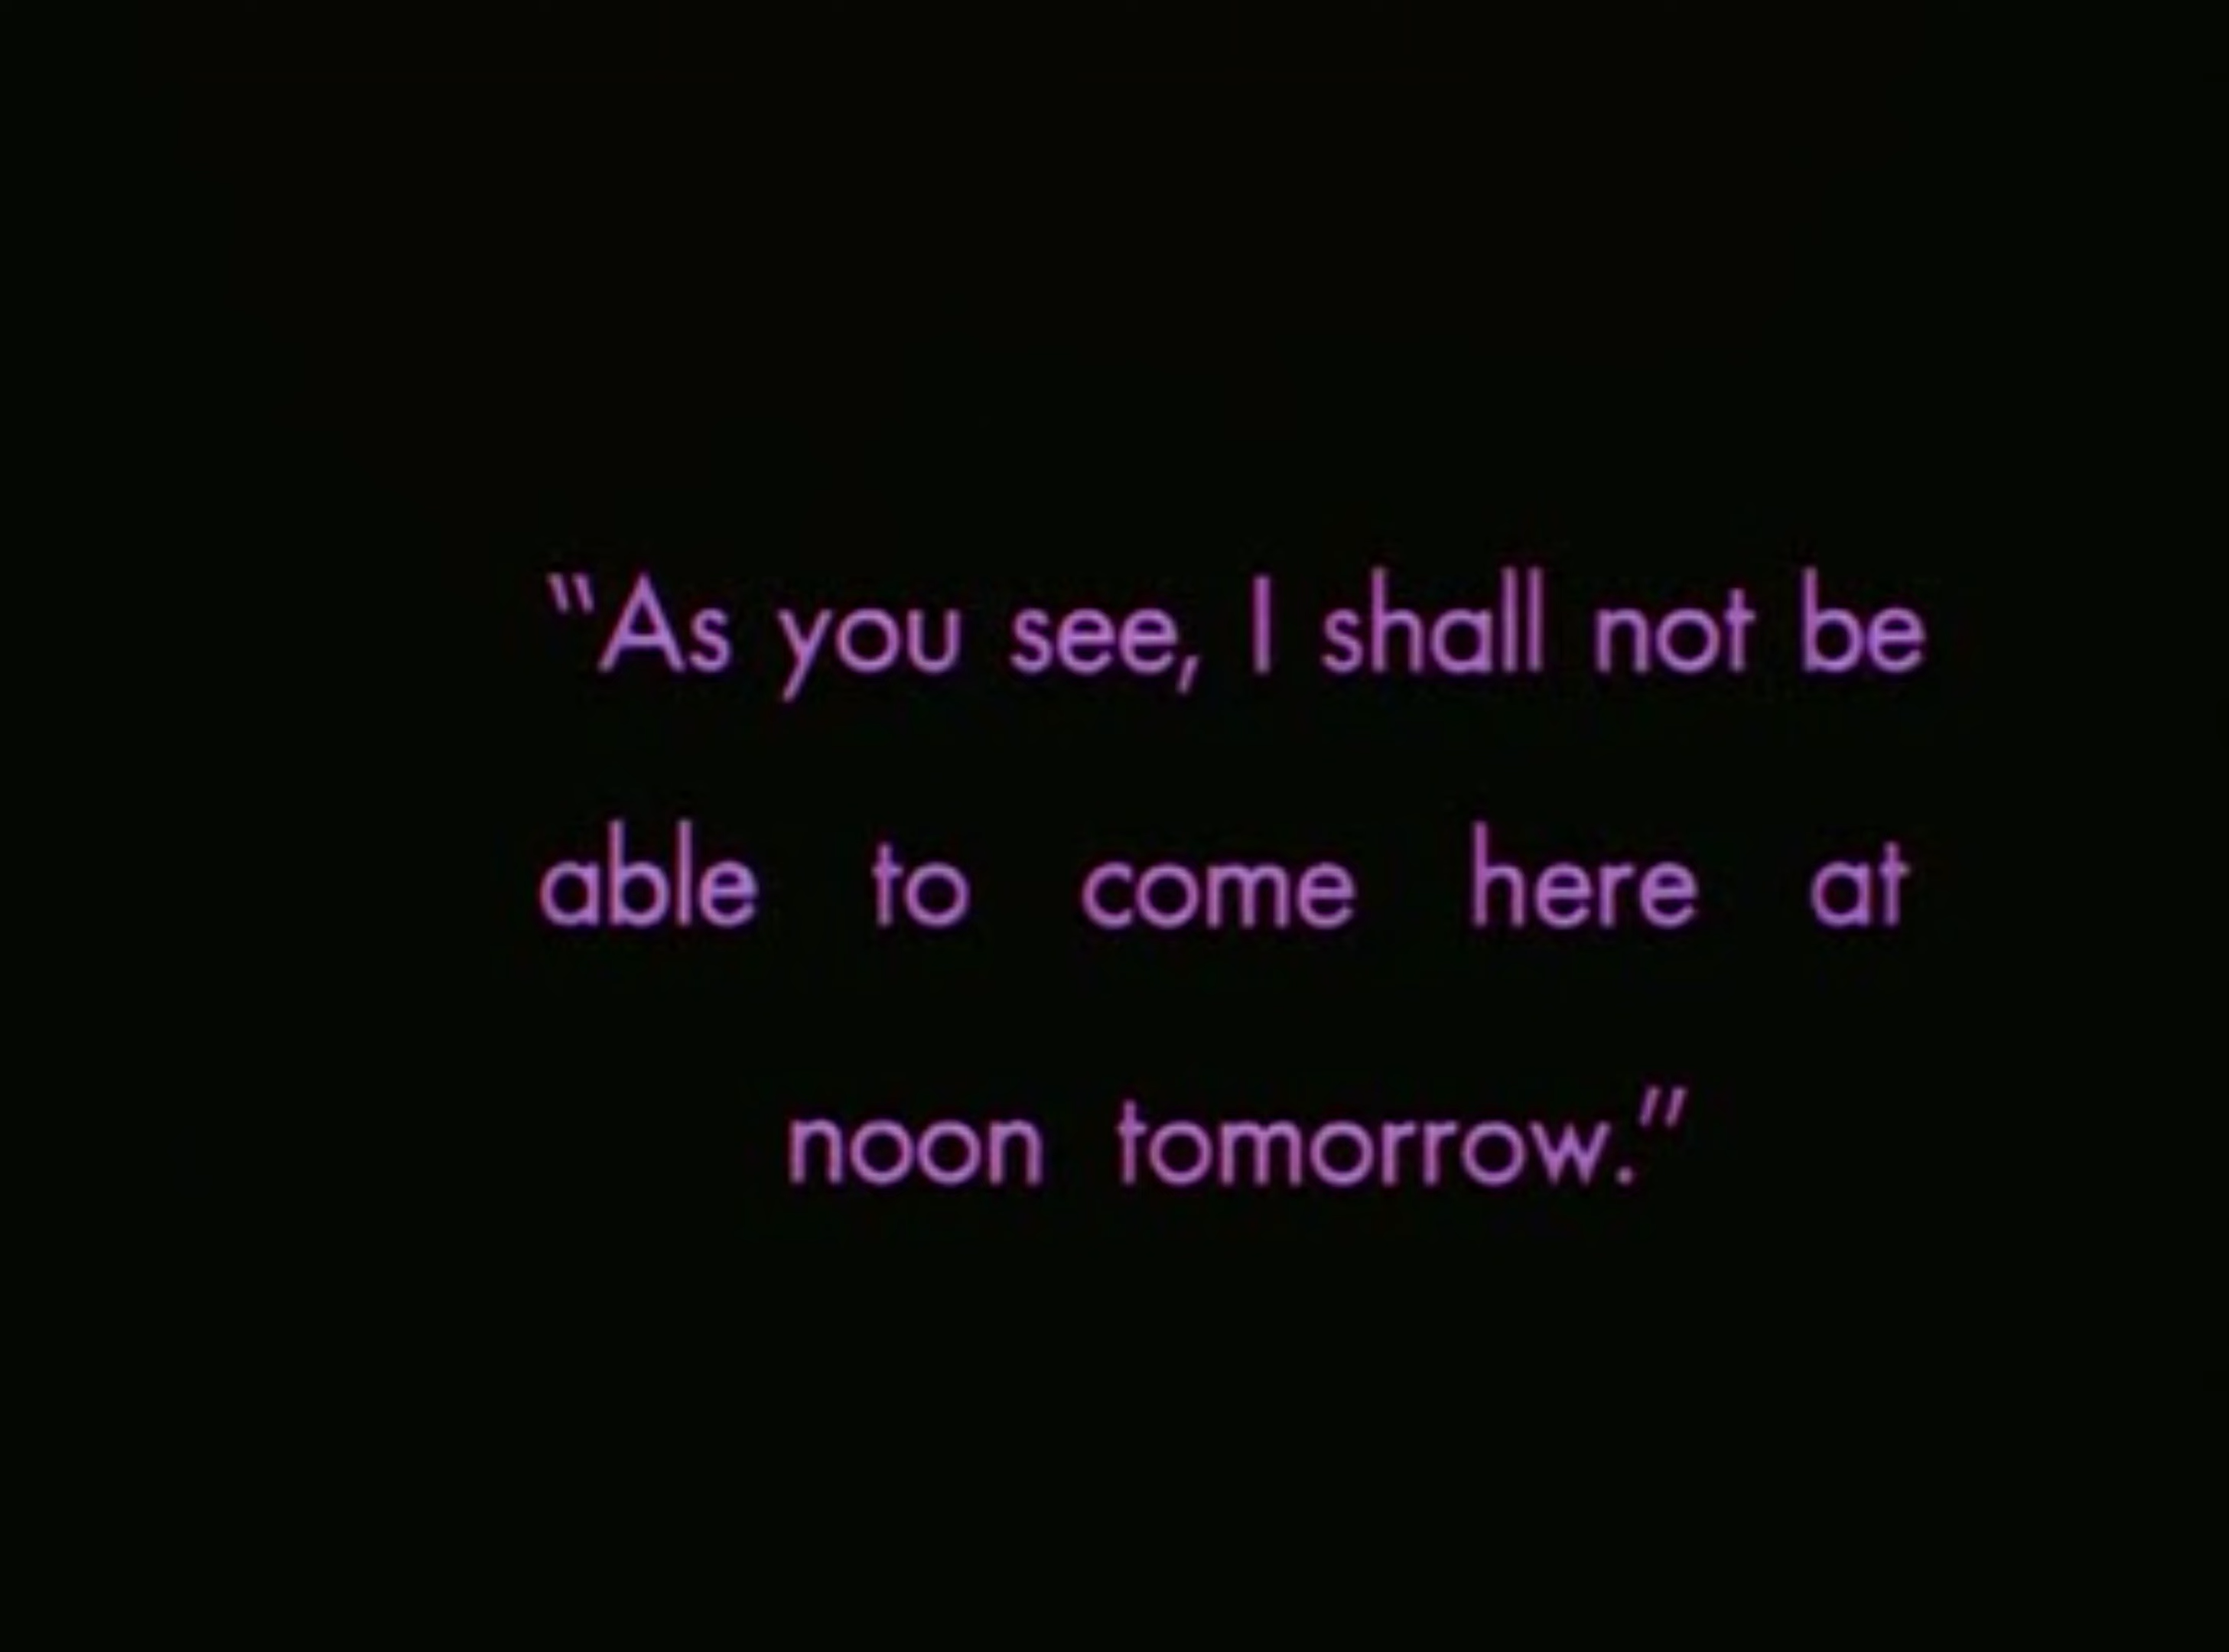 “As you see, I shall not be
able to come here at
noon tomorrow.”